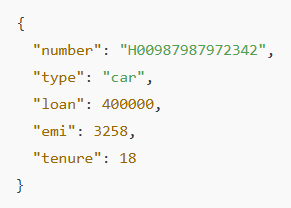 {
  "number": "H00987987972342",
  "type": "car",
  "loan": 400000,
  "emi": 3258,
  "tenure": 18
}